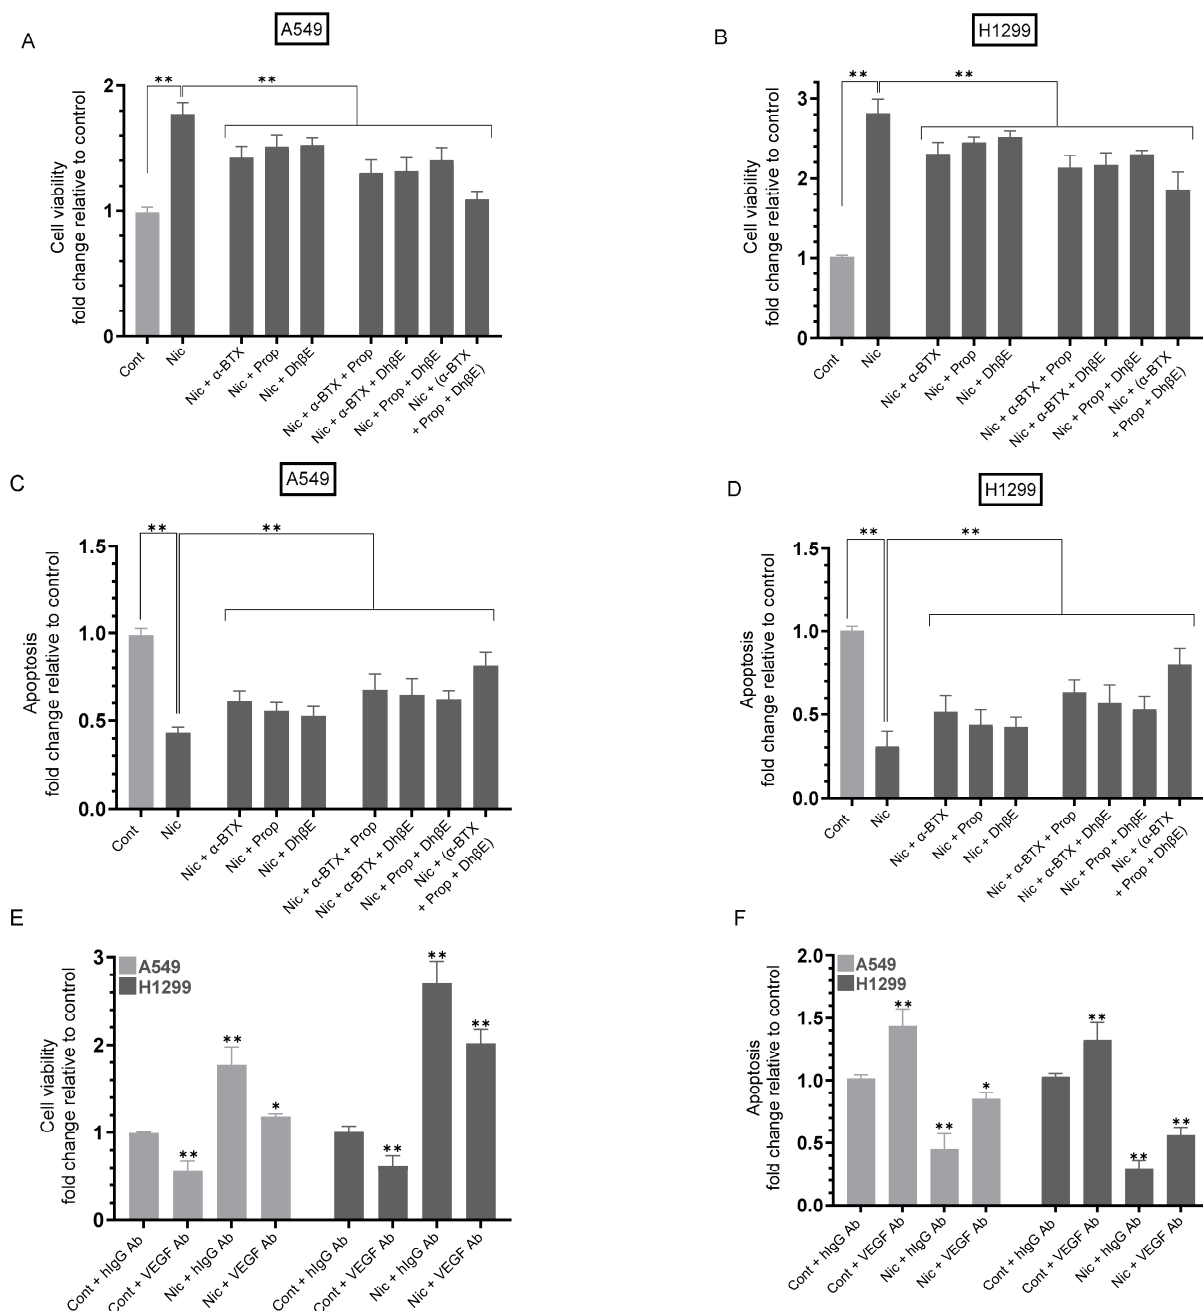 A
A549
Cell viability
fold change relative to control
2
1
0
**
**
Cont
Nic
Nic + α-BTX
Nic + Prop
Nic + DhβE
Nic + α-BTX + Prop
Nic + α-BTX + DhβE
Nic + Prop + DhβE
Nic + (α-BTX
+ Prop + DhβE)
B
H1299
Cell viability
fold change relative to control
3
2
1
0
**
**
Cont
Nic
Nic + α-BTX
Nic + Prop
Nic + DhβE
Nic + α-BTX + Prop
Nic + α-BTX + DhβE
Nic + Prop + DhβE
Nic + (α-BTX
+ Prop + DhβE)
C
A549
Apoptosis
fold change relative to control
1.5
1.0
0.5
0.0
**
**
Cont
Nic
Nic + α-BTX
Nic + Prop
Nic + DhβE
Nic + α-BTX + Prop
Nic + α-BTX + DhβE
Nic + Prop + DhβE
Nic + (α-BTX
+ Prop + DhβE)
D
H1299
Apoptosis
fold change relative to control
1.5
1.0
0.5
0.0
**
**
Cont
Nic
Nic + α-BTX
Nic + Prop
Nic + DhβE
Nic + α-BTX + Prop
Nic + α-BTX + DhβE
Nic + Prop + DhβE
Nic + (α-BTX
+ Prop + DhβE)
E
A549
H1299
Cell viability
fold change relative to control
3
2
1
0
**
**
*
**
**
**
Cont + hIgG Ab
Cont + VEGF Ab
Nic + hIgG Ab
Nic + VEGF Ab
Cont + hIgG Ab
Cont + VEGF Ab
Nic + hIgG Ab
Nic + VEGF Ab
F
A549
H1299
Apoptosis
fold change relative to control
2.0
1.5
1.0
0.5
0.0
**
**
*
**
**
**
Cont + hIgG Ab
Cont + VEGF Ab
Nic + hIgG Ab
Nic + VEGF Ab
Cont + hIgG Ab
Cont + VEGF Ab
Nic + hIgG Ab
Nic + VEGF Ab